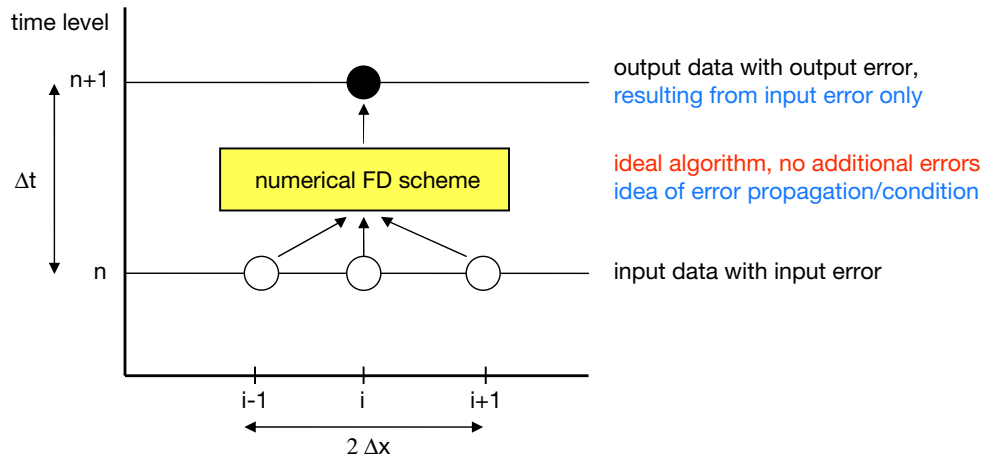 time level
n+1
output data with output error,
resulting from input error only
Δt
numerical FD scheme
ideal algorithm, no additional errors
idea of error propagation/condition
n
input data with input error
i-1
i
i+1
2 Δx